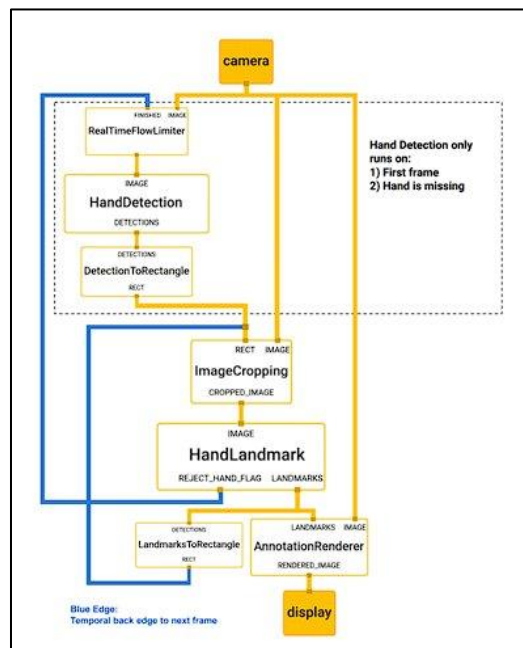 camera
FINISHED IMAGE
RealTimeFlowLimiter
Hand Detection only
runs on:
1) First frame
2) Hand is missing
IMAGE
HandDetection
DETECTIONS
DETECTIONS
DetectionToRectangle
RECT
RECT IMAGE
ImageCropping
CROPPED_IMAGE
IMAGE
HandLandmark
REJECT_HAND_FLAG LANDMARKS
DETECTIONS
LandmarksToRectangle
RECT
LANDMARKS IMAGE
AnnotationRenderer
RENDERED_IMAGE
Blue Edge:
Temporal back edge to next frame
display